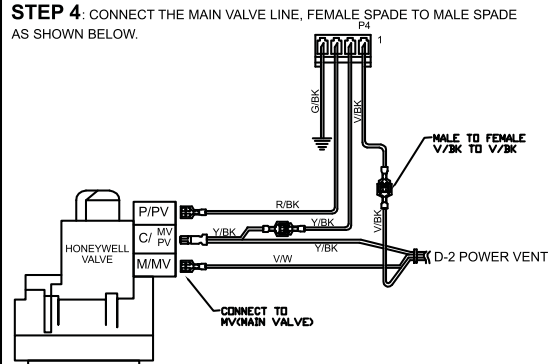 STEP 4: CONNECT THE MAIN VALVE LINE, FEMALE SPADE TO MALE SPADE
AS SHOWN BELOW.
P4
1
G/BK
V/BK
MALE TO FEMALE
V/BK TO V/BK
P/PV
R/BK
V/BK
C/ MV
PV
Y/BK
Y/BK
Y/BK
HONEYWELL
VALVE
M/MV
V/W
D-2 POWER VENT
CONNECT TO
MV(MAIN VALVE)